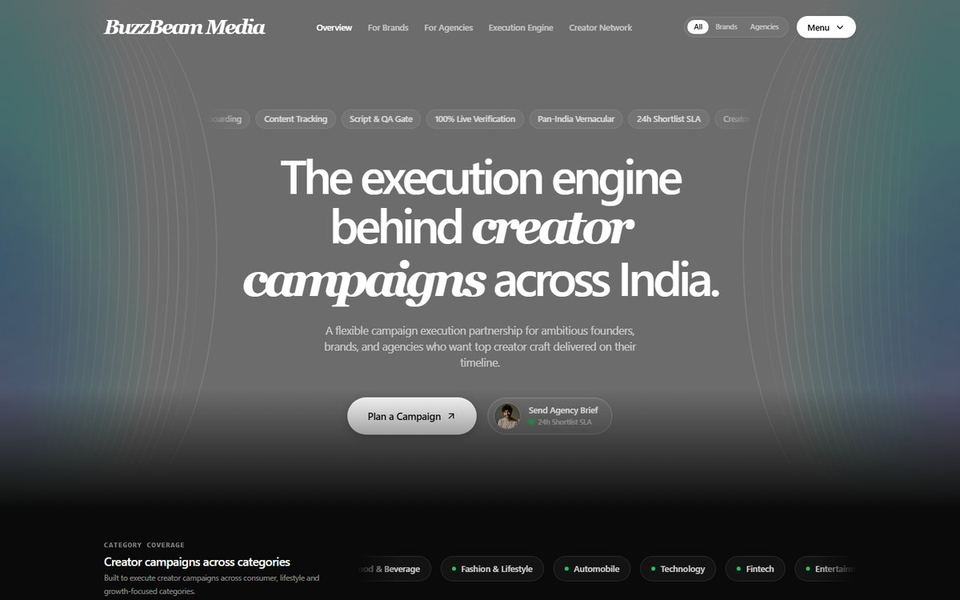 BuzzBeam Media
Overview
For Brands
For Agencies
Execution Engine
Creator Network
All
Brands
Agencies
Menu
Content Tracking
Script & QA Gate
100% Live Verification
Pan-India Vernacular
24h Shortlist SLA
The execution engine
behind creator
campaigns across India.
A flexible campaign execution partnership for ambitious founders,
brands, and agencies who want top creator craft delivered on their
timeline.
Plan a Campaign
Send Agency Brief
24h Shortlist SLA
CATEGORY COVERAGE
Creator campaigns across categories
Built to execute creator campaigns across consumer, lifestyle and
growth-focused categories.
& Beverage
Fashion & Lifestyle
Automobile
Technology
Fintech